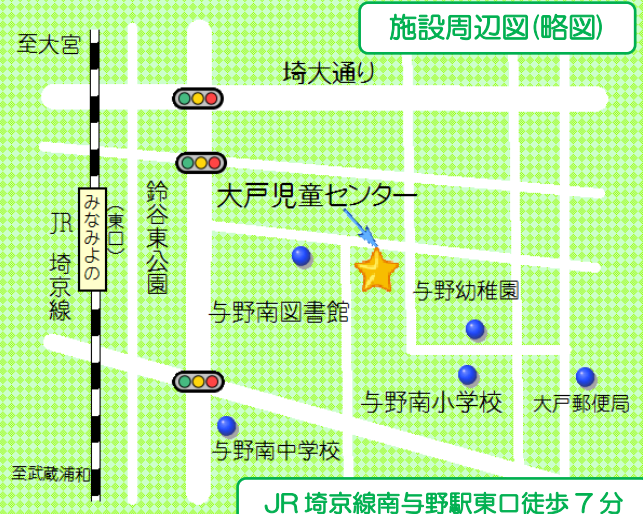 施設周辺図(略図)
至大宮
埼大通り
鈴谷東公園
大戸児童センター
みなみよの
(東口)
JR 埼京線
与野幼稚園
与野南図書館
与野南小学校
大戸郵便局
与野南中学校
至武蔵浦和
JR埼京線南与野駅東口徒歩7分